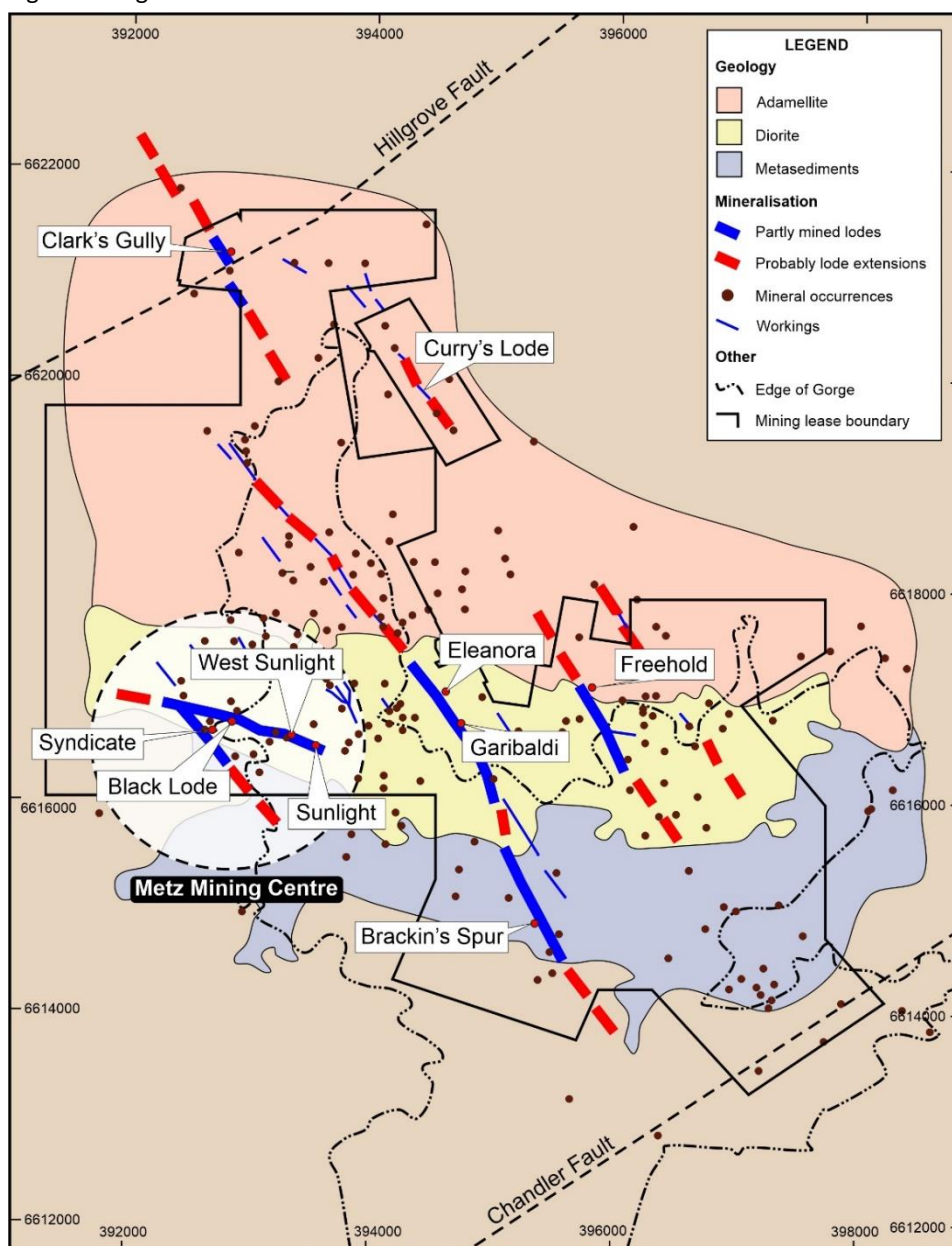 392000
394000
396000
LEGEND
Geology
Adamellite
Diorite
Metasediments
Mineralisation
Partly mined lodes
Probably lode extensions
Mineral occurrences
Workings
Other
Edge of Gorge
Mining lease boundary
Hillgrove Fault
6622000
Clark's Gully
Curry's Lode
6620000
6618000
Eleanora
West Sunlight
Freehold
Syndicate
Garibaldi
Black Lode
Sunlight
6616000
6616000
Metz Mining Centre
Brackin's Spur
6614000
6614000
Chandler Fault
6612000
6612000
392000
394000
396000
398000